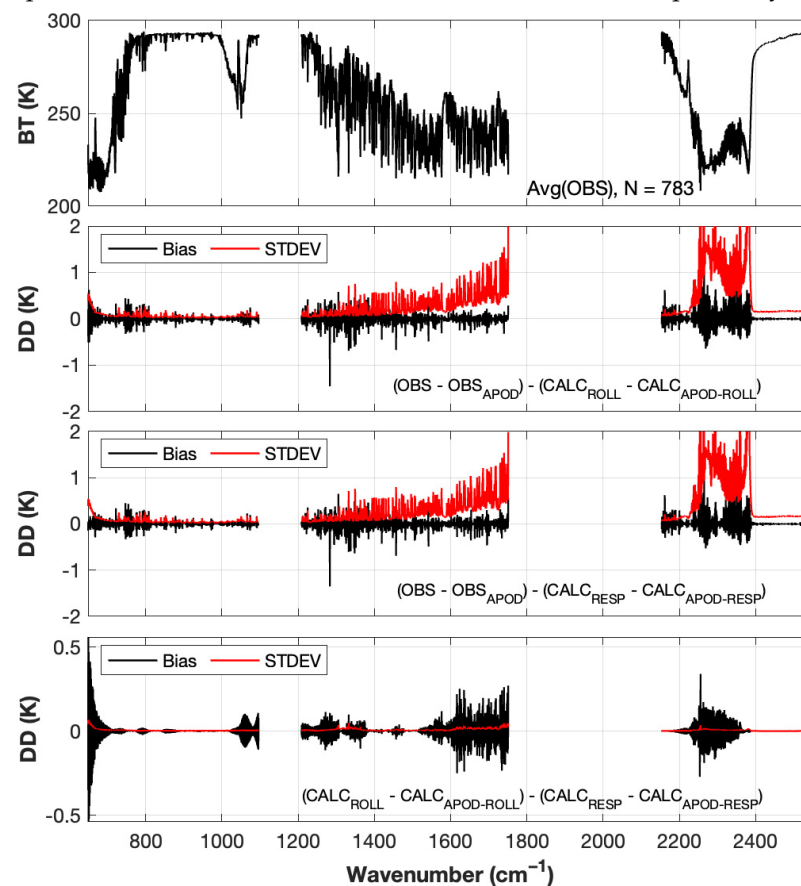 300
250
200
BT (K)
Avg(OBS), N = 783
2
1
0
-1
-2
DD (K)
Bias STDEV
(OBS - OBS_APOD) - (CALC_ROLL - CALC_APOD-ROLL)
2
1
0
-1
2
DD (K)
Bias STDEV
(OBS - OBS_APOD) - (CALC_RESP - CALC_APOD-RESP)
0.5
0
-0.5
DD (K)
Bias STDEV
(CALC_ROLL - CALC_APOD-ROLL) - (CALC_RESP - CALC_APOD-RESP)
800 1000 1200 1400 1600 1800 2000 2200 2400
Wavenumber (cm⁻¹)